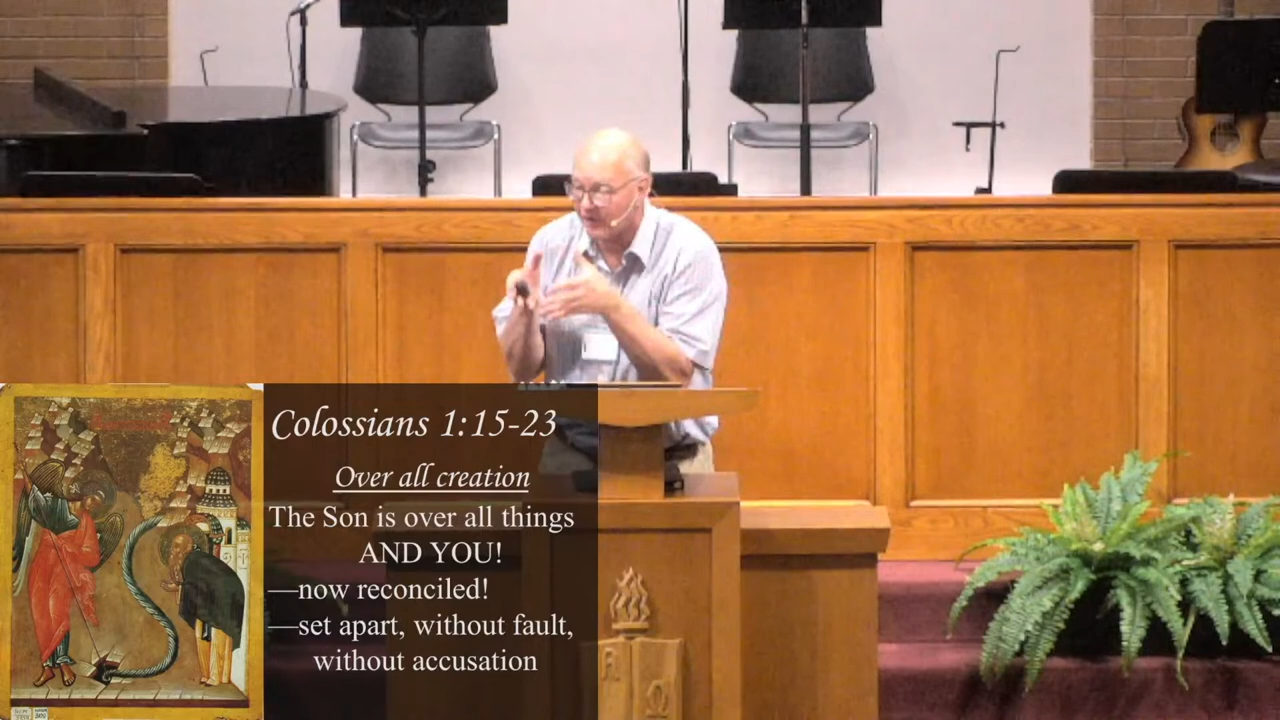 Colossians 1:15-23
Over all creation
The Son is over all things
AND YOU!
—now reconciled!
—set apart, without fault,
without accusation